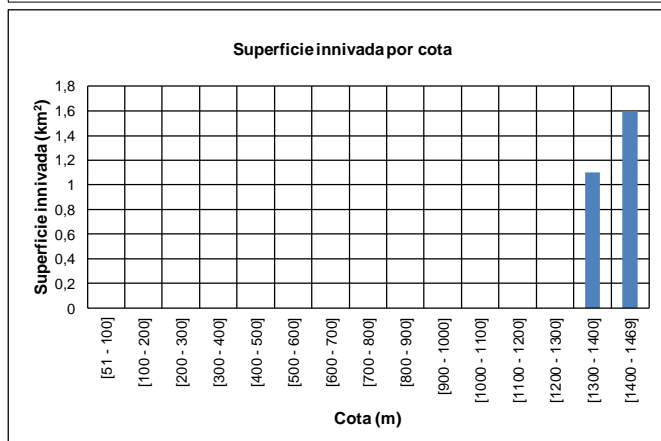 Superficie innivada por cota
Superficie innivada (km²)
1,8
1,6
1,4
1,2
1
0,8
0,6
0,4
0,2
0
[51 - 100]
[100 - 200]
[200 - 300]
[300 - 400]
[400 - 500]
[500 - 600]
[600 - 700]
[700 - 800]
[800 - 900]
[900 - 1000]
[1000 - 1100]
[1100 - 1200]
[1200 - 1300]
[1300 - 1400]
[1400 - 1469]
Cota (m)